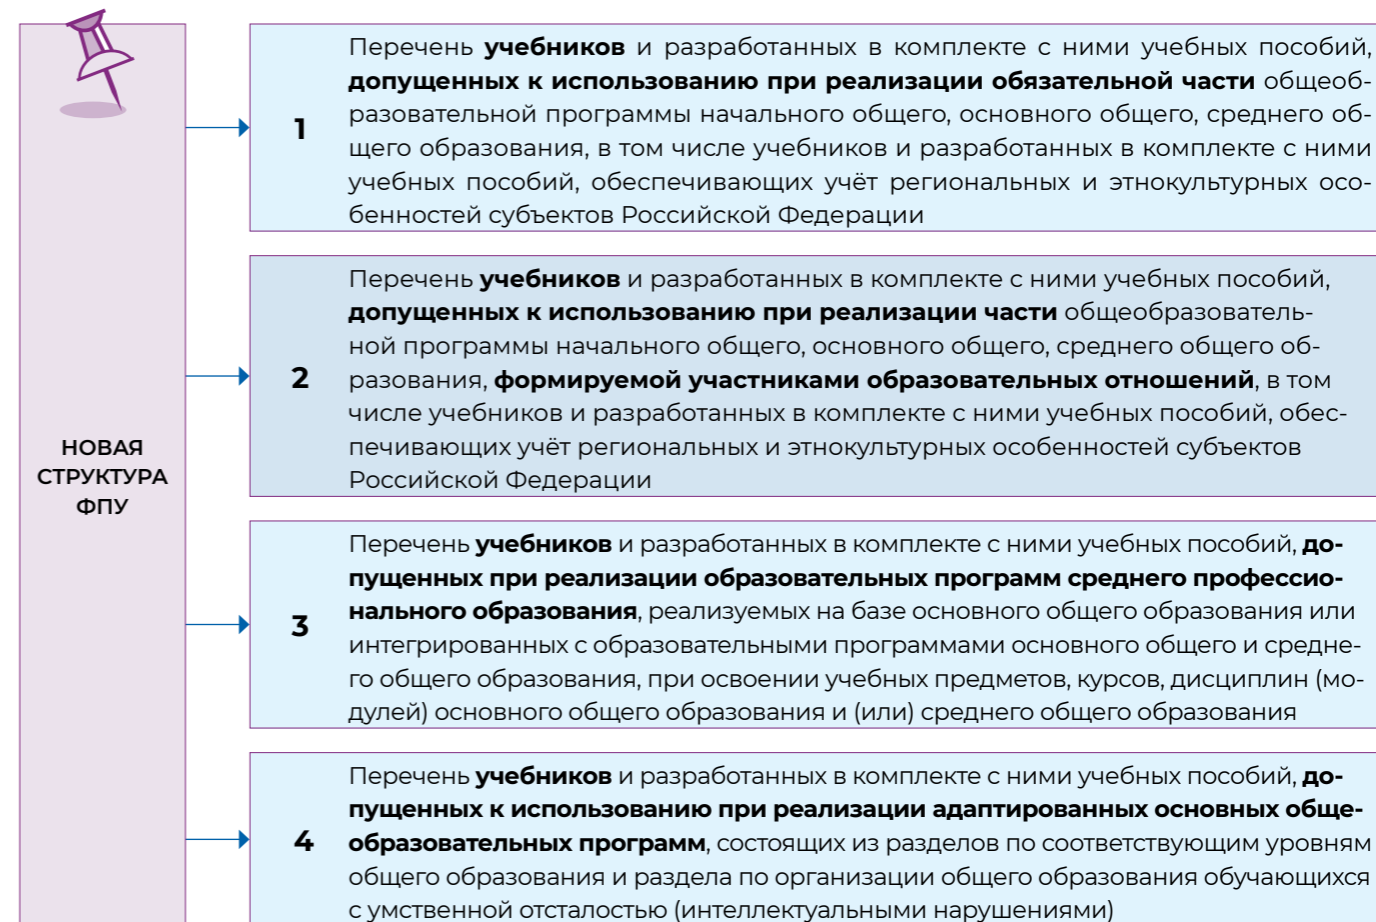 НОВАЯ
СТРУКТУРА
ФПУ
1
Перечень учебников и разработанных в комплекте с ними учебных пособий,
допущенных к использованию при реализации обязательной части общеоб-
разовательной программы начального общего, основного общего, среднего об-
щего образования, в том числе учебников и разработанных в комплекте с ними
учебных пособий, обеспечивающих учёт региональных и этнокультурных осо-
бенностей субъектов Российской Федерации
2
Перечень учебников и разработанных в комплекте с ними учебных пособий,
допущенных к использованию при реализации части общеобразователь-
ной программы начального общего, основного общего, среднего общего об-
разования, формируемой участниками образовательных отношений, в том
числе учебников и разработанных в комплекте с ними учебных пособий, обес-
печивающих учёт региональных и этнокультурных особенностей субъектов
Российской Федерации
3
Перечень учебников и разработанных в комплекте с ними учебных пособий, до-
пущенных при реализации образовательных программ среднего профессио-
нального образования, реализуемых на базе основного общего образования или
интегрированных с образовательными программами основного общего и средне-
го общего образования, при освоении учебных предметов, курсов, дисциплин (мо-
дулей) основного общего образования и (или) среднего общего образования
4
Перечень учебников и разработанных в комплекте с ними учебных пособий, до-
пущенных к использованию при реализации адаптированных основных обще-
образовательных программ, состоящих из разделов по соответствующим уровням
общего образования и раздела по организации общего образования обучающихся
с умственной отсталостью (интеллектуальными нарушениями)